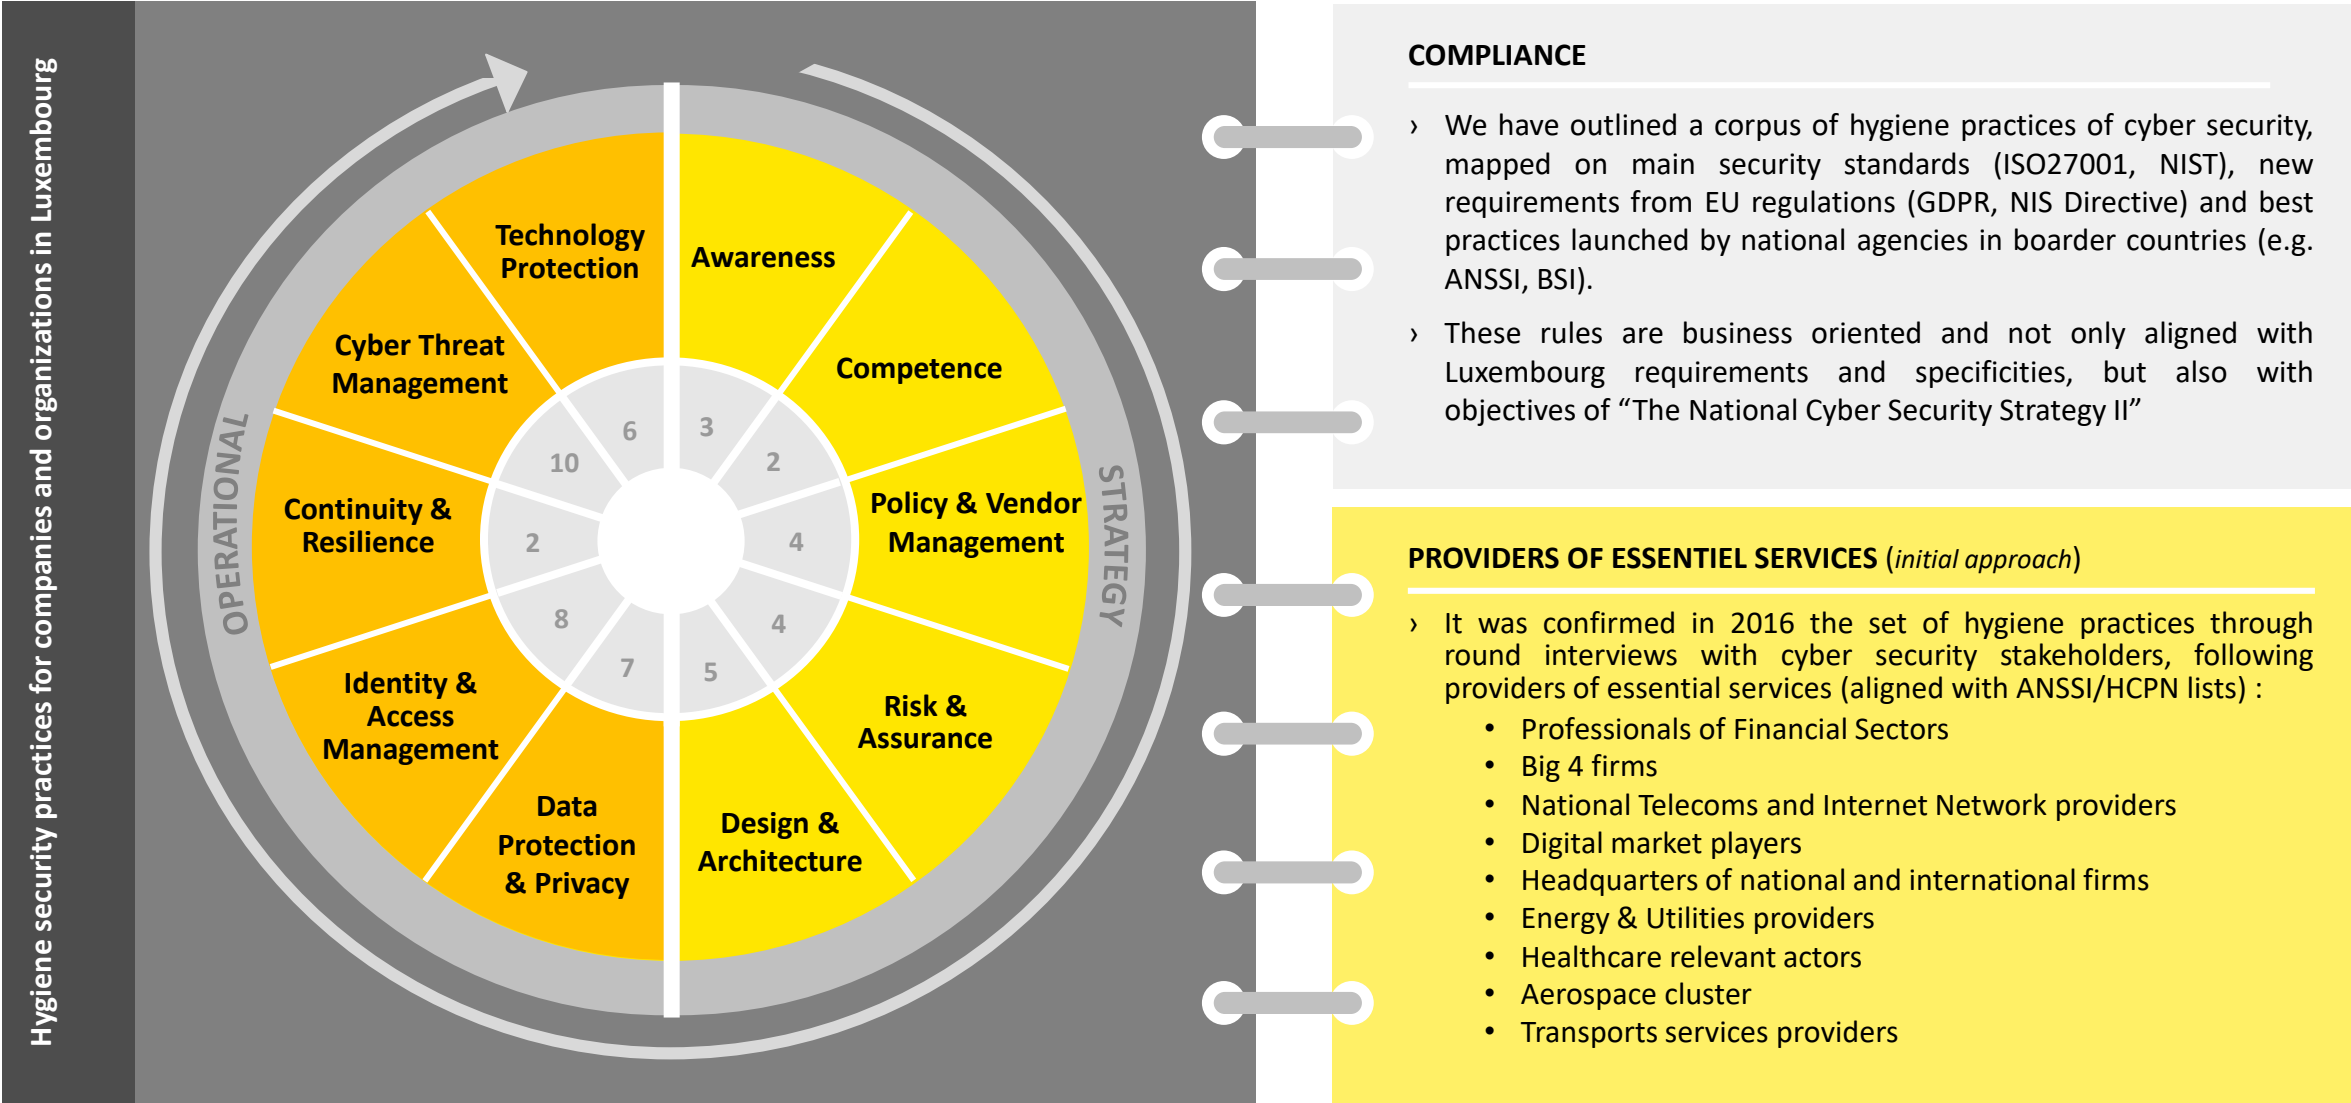 Hygiene security practices for companies and organizations in Luxembourg
OPERATIONAL
STRATEGY
Technology
Protection
Awareness
Cyber Threat
Management
Competence
Continuity &
Resilience
Policy & Vendor
Management
Identity &
Access
Management
Risk &
Assurance
Data
Protection
& Privacy
Design &
Architecture
6
3
10
2
2
4
8
4
7
5
COMPLIANCE
› We have outlined a corpus of hygiene practices of cyber security,
mapped on main security standards (ISO27001, NIST), new
requirements from EU regulations (GDPR, NIS Directive) and best
practices launched by national agencies in boarder countries (e.g.
ANSSI, BSI).
› These rules are business oriented and not only aligned with
Luxembourg requirements and specificities, but also with
objectives of “The National Cyber Security Strategy II”
PROVIDERS OF ESSENTIEL SERVICES (initial approach)
› It was confirmed in 2016 the set of hygiene practices through
round interviews with cyber security stakeholders, following
providers of essential services (aligned with ANSSI/HCPN lists) :
• Professionals of Financial Sectors
• Big 4 firms
• National Telecoms and Internet Network providers
• Digital market players
• Headquarters of national and international firms
• Energy & Utilities providers
• Healthcare relevant actors
• Aerospace cluster
• Transports services providers